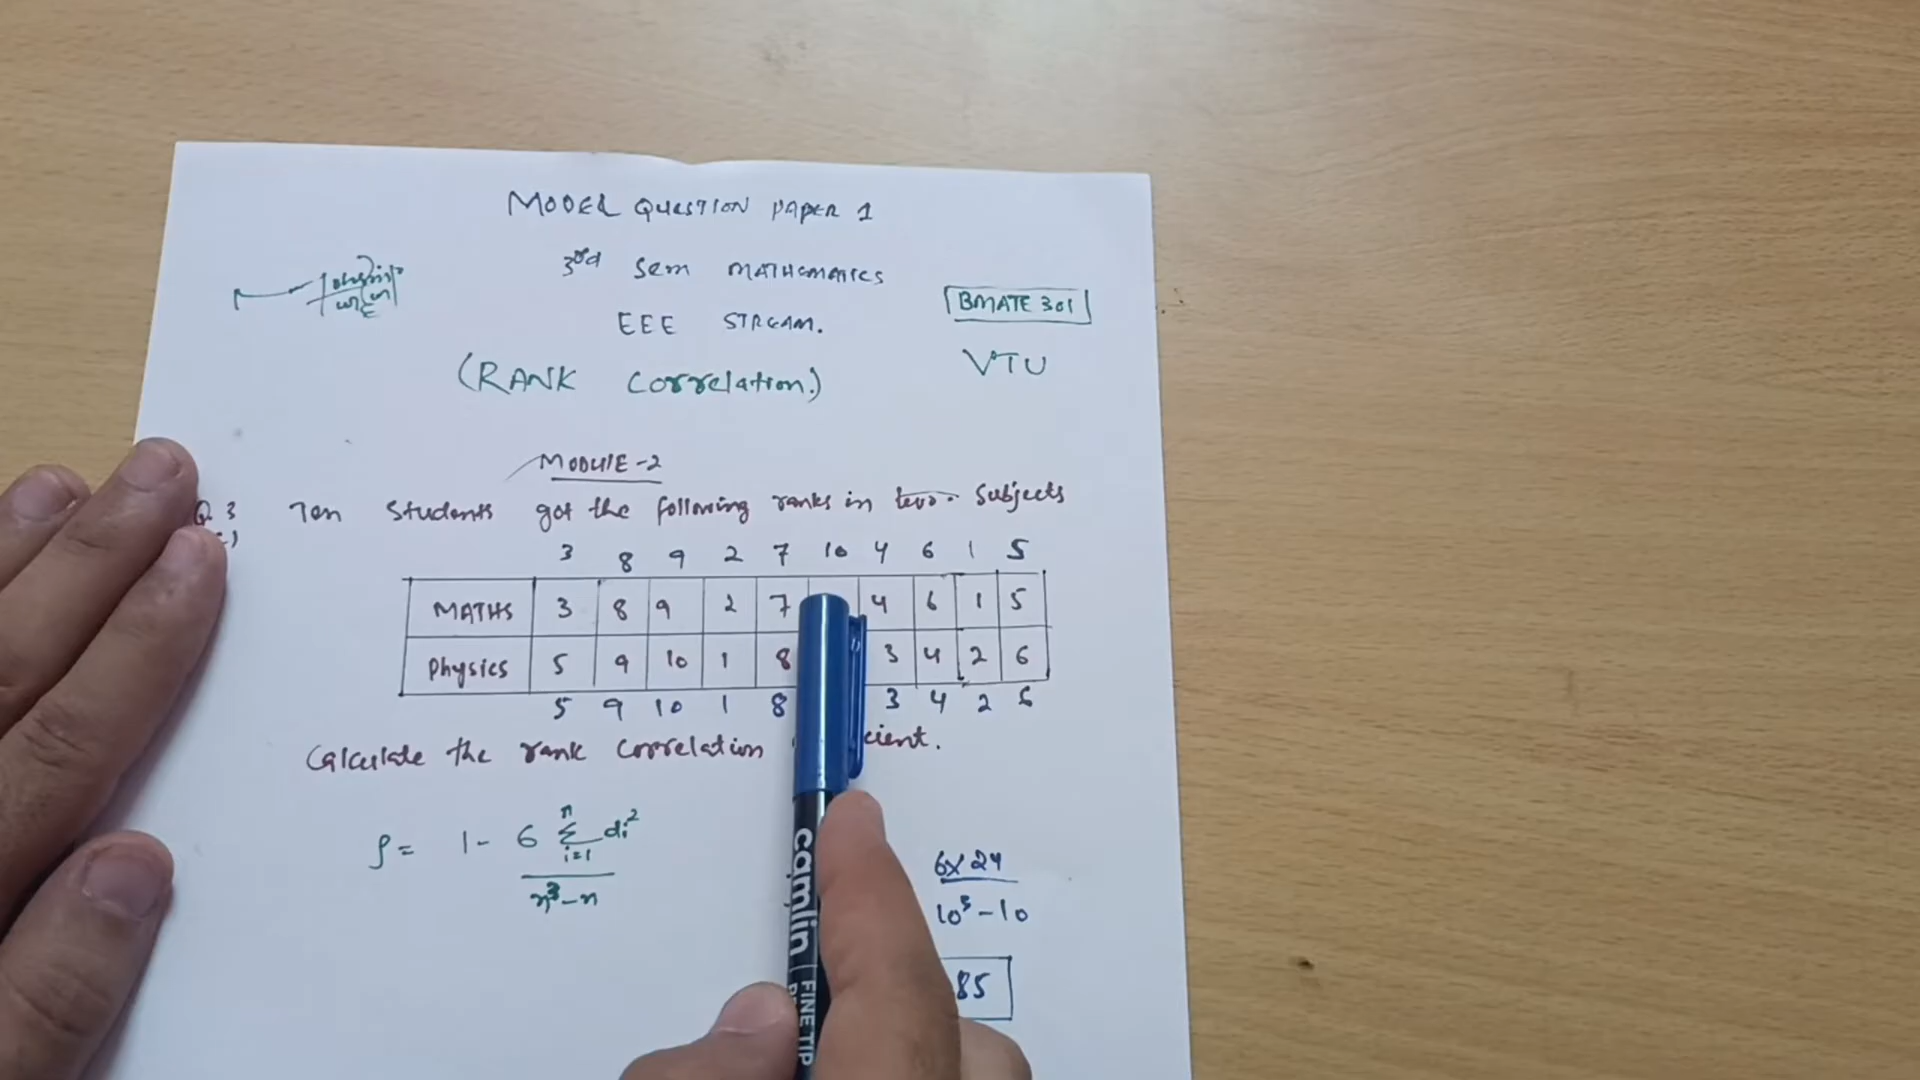 MODEL QUESTION PAPER 1
3rd Sem MATHEMATICS
EEE STREAM.
BMATE 301
(RANK Correlation)
VTU
MODULE-2
Q 3 Ten Students got the following ranks in two Subjects
c)
3 8 9 2 7 10 4 6 1 5
MATHS 3 8 9 2 7 4 6 1 5
Physics 5 9 10 1 8 3 4 2 6
5 9 10 1 8 3 4 2 6
Calculate the rank correlation cient.
ρ = 1 - 6 Σ di²
n
i=1
n³-n
6x24
10³-10
85
camlin FINE TIP